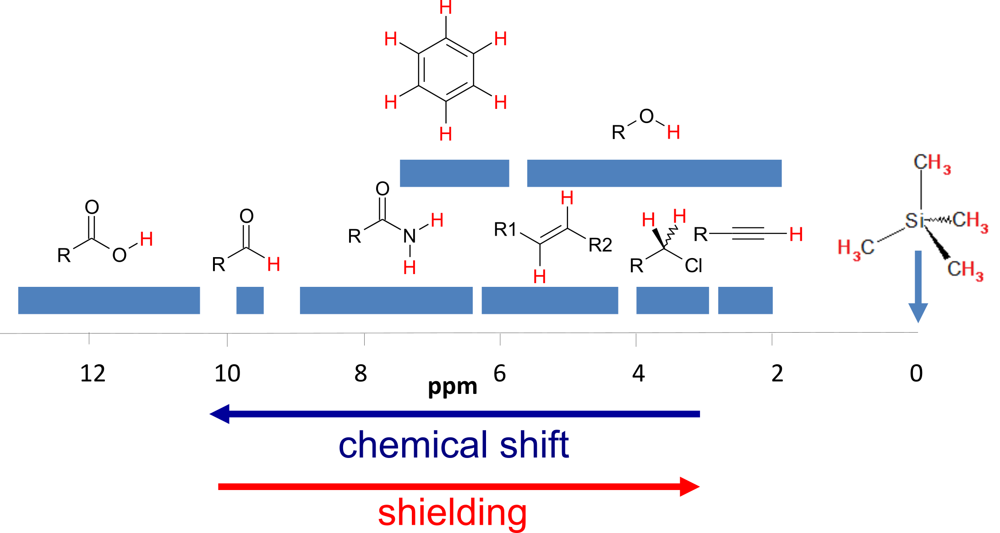 H
H H
H H
H
R O H
CH3
Si CH3
H3C
CH3
O
R O H
O
R H
O
R N H
H
H
R1
R2
H
H H
R Cl
R H
12 10 8 6 4 2 0
ppm
chemical shift
shielding